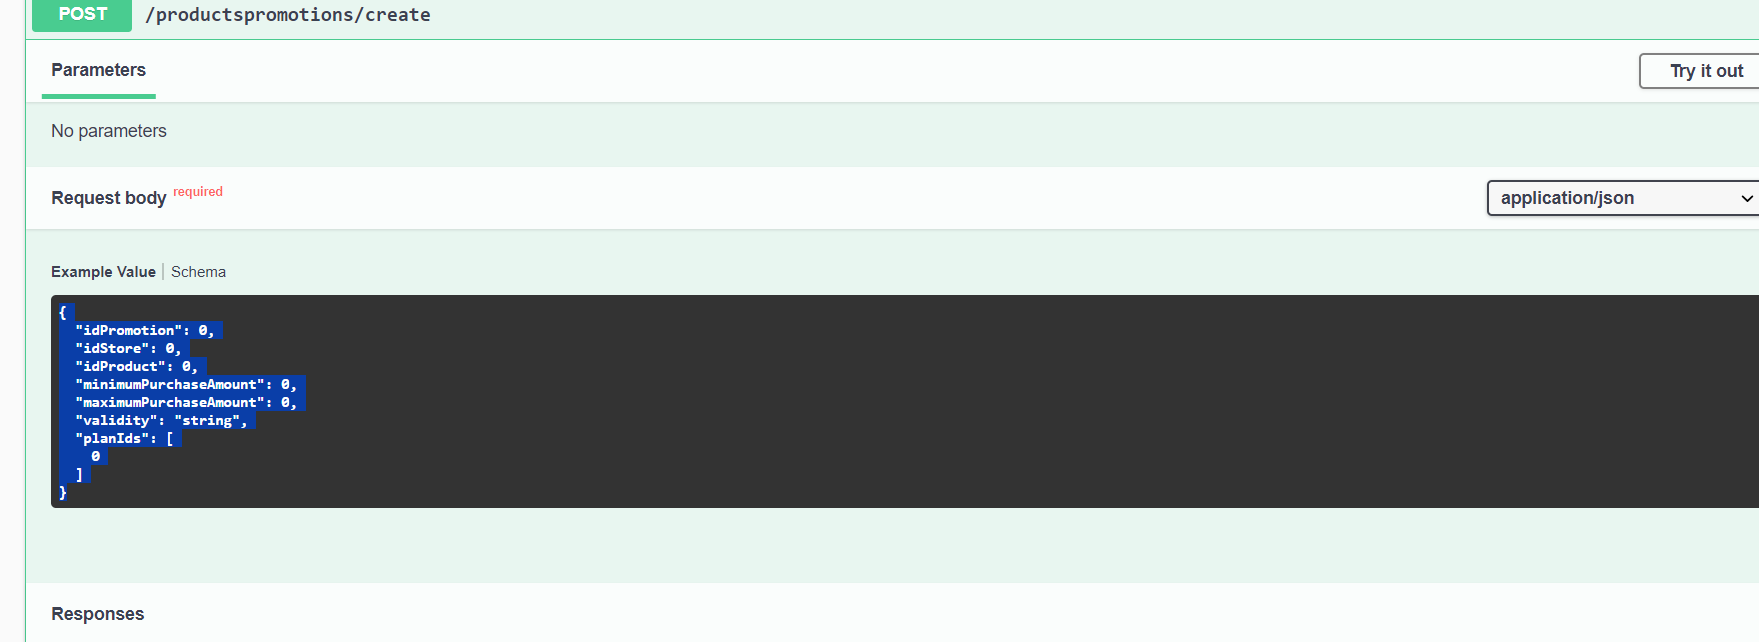 POST /productspromotions/create
Parameters
Try it out
No parameters
Request body required
application/json
Example Value | Schema
{
  "idPromotion": 0,
  "idStore": 0,
  "idProduct": 0,
  "minimumPurchaseAmount": 0,
  "maximumPurchaseAmount": 0,
  "validity": "string",
  "planIds": [
    0
  ]
}
Responses